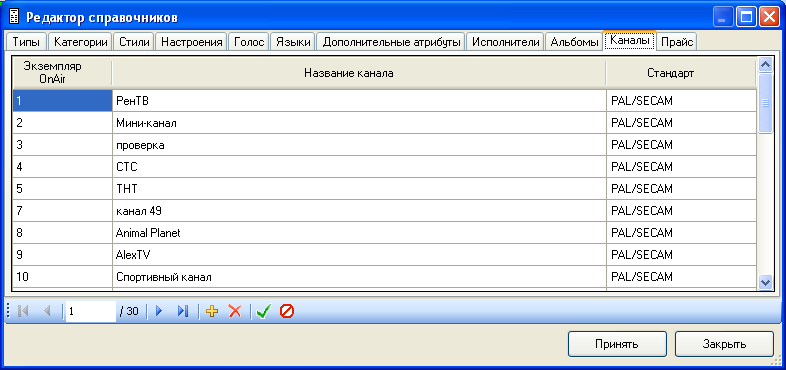 Редактор справочников
Типы Категории Стили Настроения Голос Языки Дополнительные атрибуты Исполнители Альбомы Каналы Прайс
Экземпляр OnAir Название канала Стандарт
1 РенТВ PAL/SECAM
2 Мини-канал PAL/SECAM
3 проверка PAL/SECAM
4 СТС PAL/SECAM
5 ТНТ PAL/SECAM
7 канал 49 PAL/SECAM
8 Animal Planet PAL/SECAM
9 AlexTV PAL/SECAM
10 Спортивный канал PAL/SECAM
1 / 30
Принять Закрыть